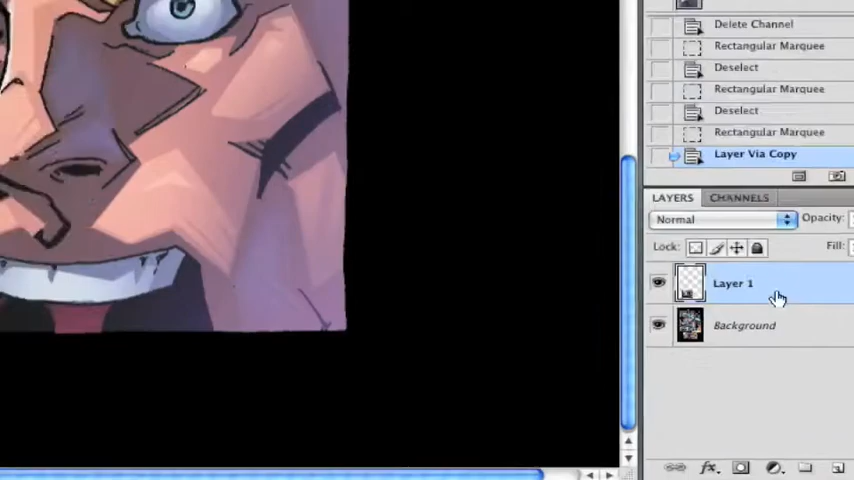 Delete Channel
Rectangular Marquee
Deselect
Rectangular Marquee
Deselect
Rectangular Marquee
Layer Via Copy
LAYERS CHANNELS
Normal Opacity:
Lock: Fill:
Layer 1
Background
fx